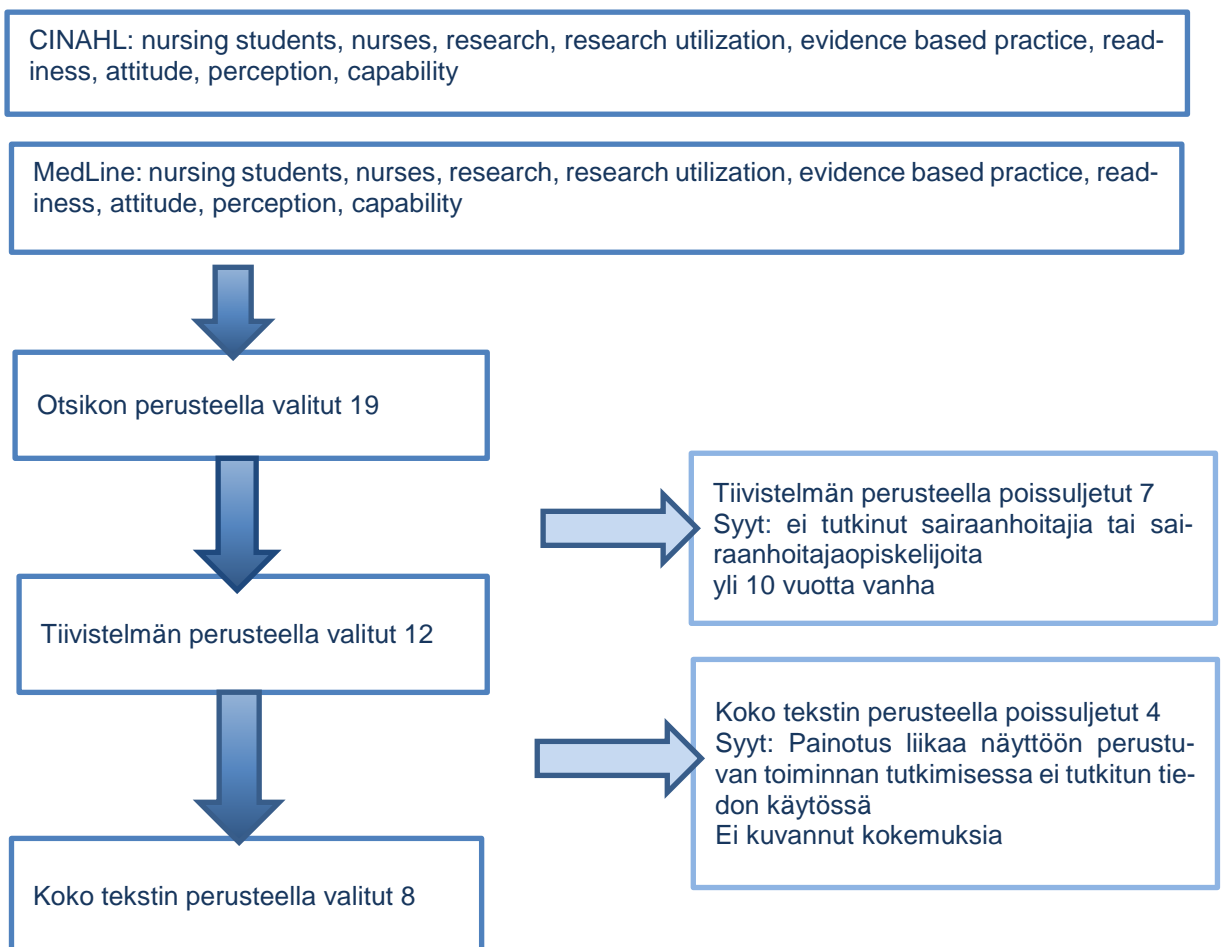 CINAHL: nursing students, nurses, research, research utilization, evidence based practice, read-
iness, attitude, perception, capability
MedLine: nursing students, nurses, research, research utilization, evidence based practice, read-
iness, attitude, perception, capability
Otsikon perusteella valitut 19
Tiivistelmän perusteella poissuljetut 7
Syyt: ei tutkinut sairaanhoitajia tai sai-
raanhoitajaopiskelijoita
yli 10 vuotta vanha
Tiivistelmän perusteella valitut 12
Koko tekstin perusteella poissuljetut 4
Syyt: Painotus liikaa näyttöön perustu-
van toiminnan tutkimisessa ei tutkitun tie-
don käytössä
Ei kuvannut kokemuksia
Koko tekstin perusteella valitut 8